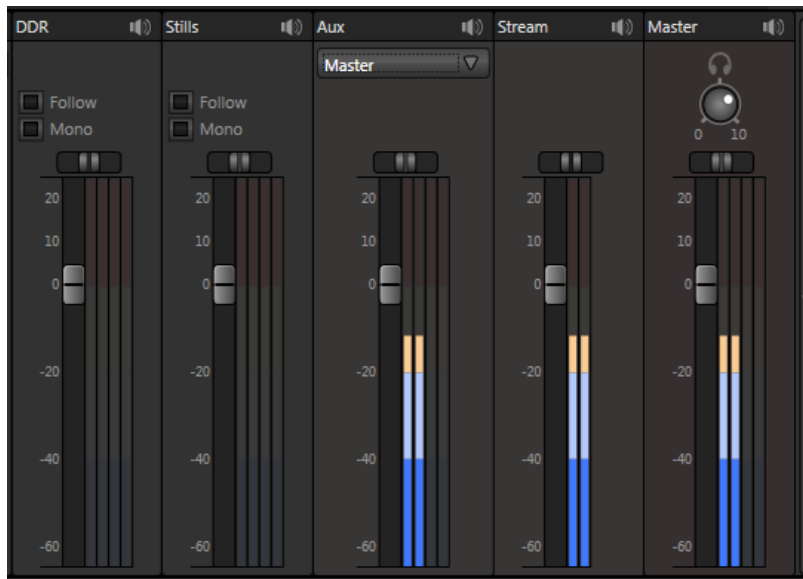 DDR Stills Aux Stream Master
Master
Follow Follow
Mono Mono
0 10
20 20 20 20 20
10 10 10 10 10
0 0 0 0 0
-20 -20 -20 -20 -20
-40 -40 -40 -40 -40
-60 -60 -60 -60 -60